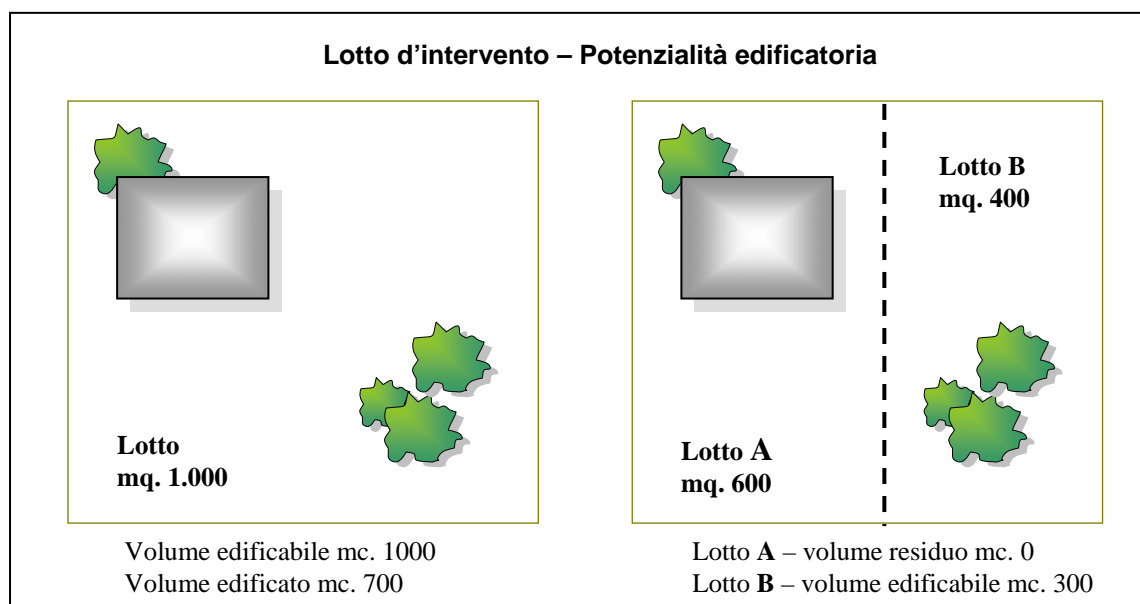 Lotto d'intervento – Potenzialità edificatoria
Lotto
mq. 1.000
Volume edificabile mc. 1000
Volume edificato mc. 700
Lotto B
mq. 400
Lotto A
mq. 600
Lotto A – volume residuo mc. 0
Lotto B – volume edificabile mc. 300